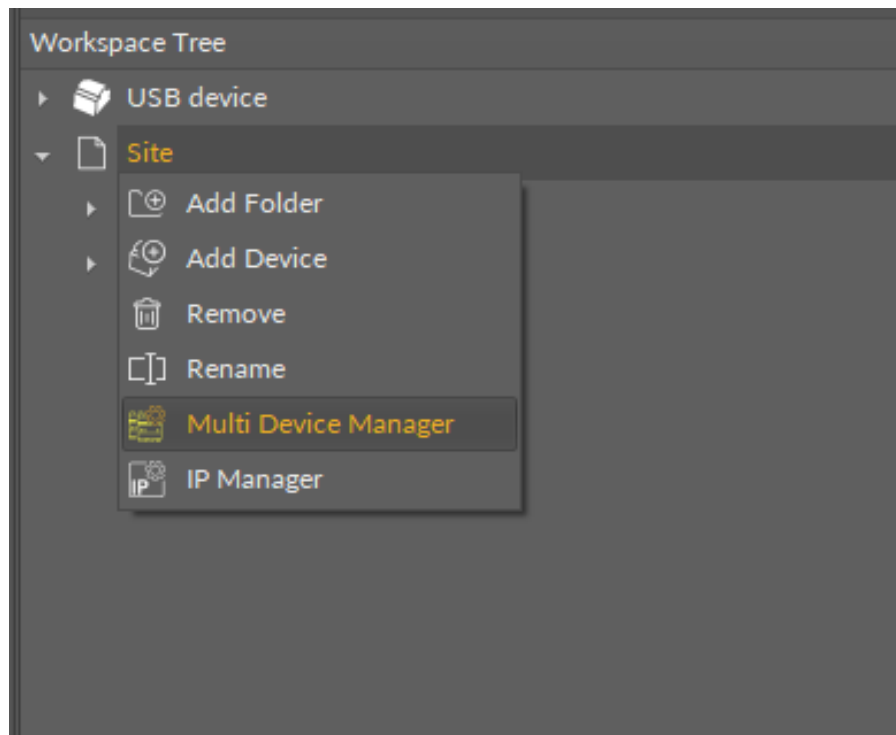 Workspace Tree
USB device
Site
Add Folder
Add Device
Remove
Rename
Multi Device Manager
IP Manager